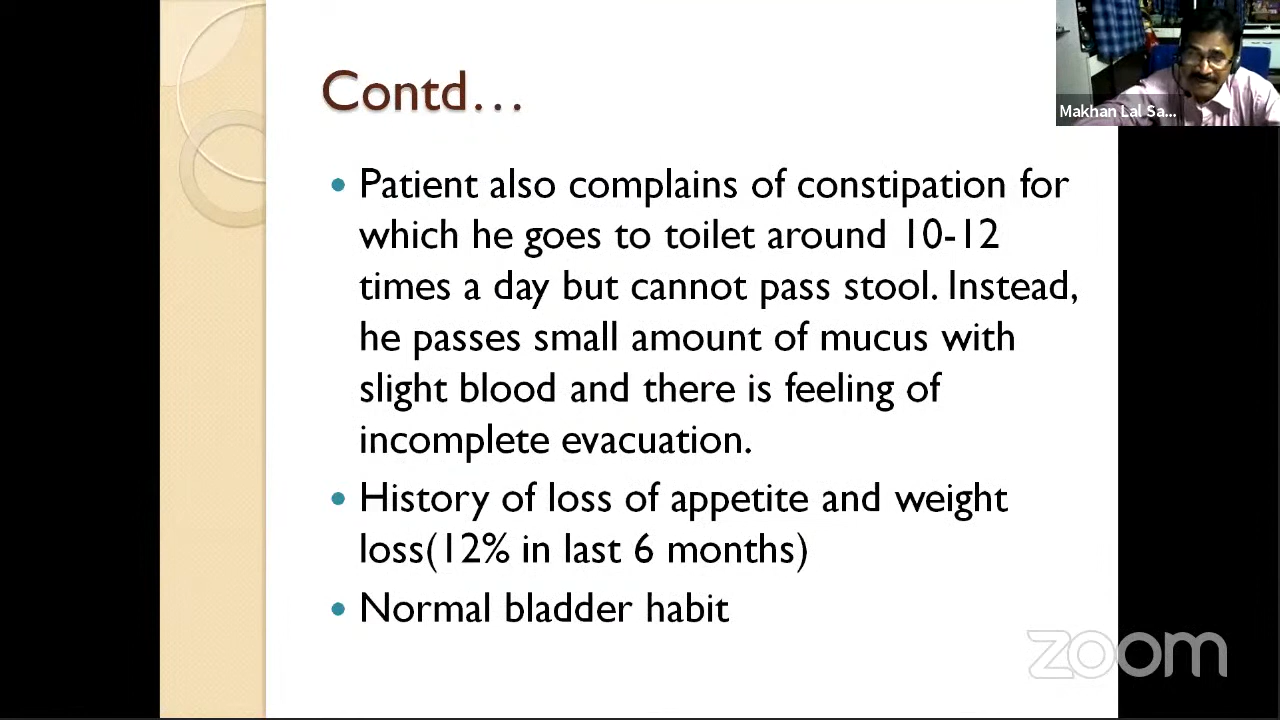 Contd...
Makhan Lal Sa...
• Patient also complains of constipation for
which he goes to toilet around 10-12
times a day but cannot pass stool. Instead,
he passes small amount of mucus with
slight blood and there is feeling of
incomplete evacuation.
• History of loss of appetite and weight
loss(12% in last 6 months)
• Normal bladder habit
zoom